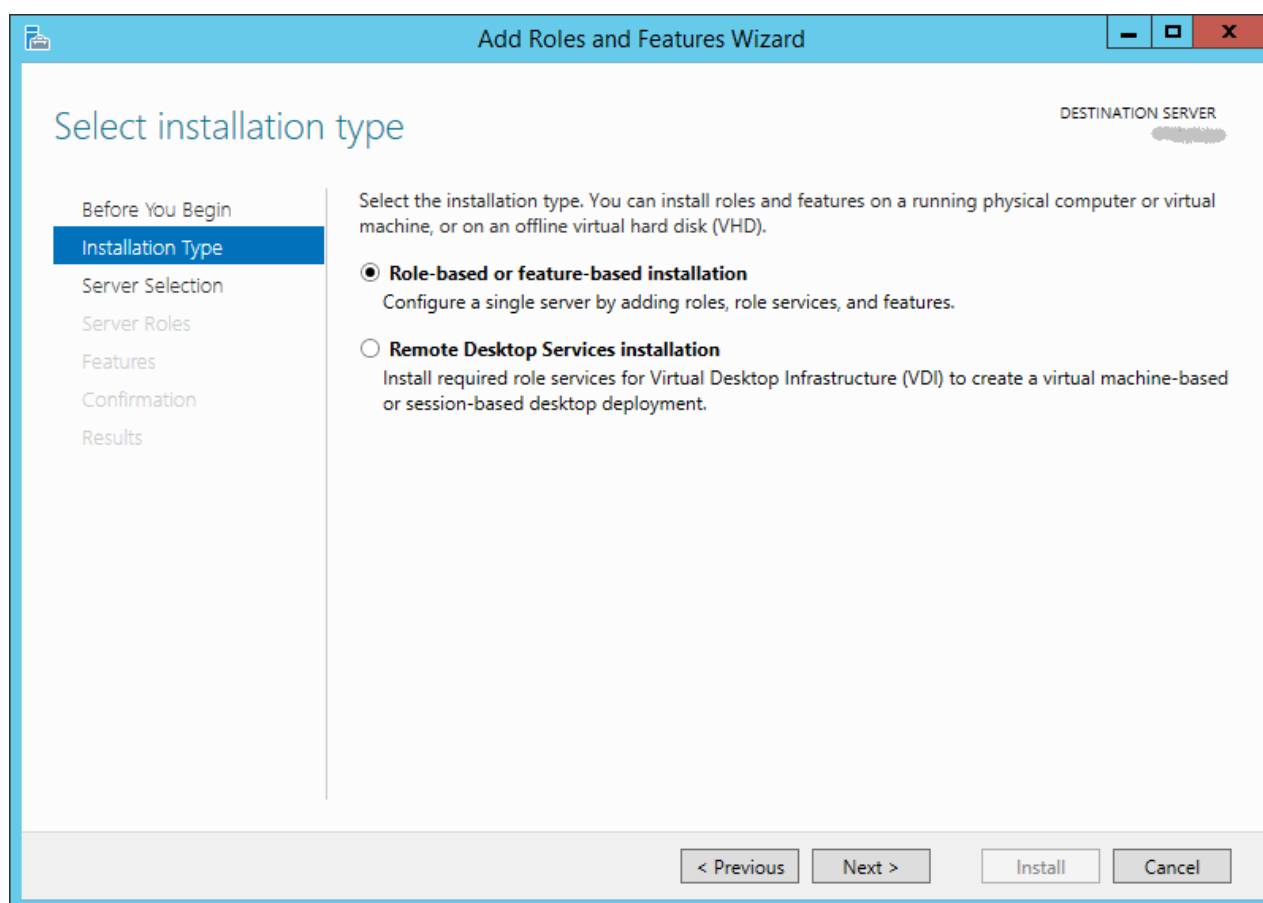 Add Roles and Features Wizard
Select installation type
DESTINATION SERVER
Before You Begin
Installation Type
Server Selection
Server Roles
Features
Confirmation
Results
Select the installation type. You can install roles and features on a running physical computer or virtual
machine, or on an offline virtual hard disk (VHD).
Role-based or feature-based installation
Configure a single server by adding roles, role services, and features.
Remote Desktop Services installation
Install required role services for Virtual Desktop Infrastructure (VDI) to create a virtual machine-based
or session-based desktop deployment.
< Previous
Next >
Install
Cancel